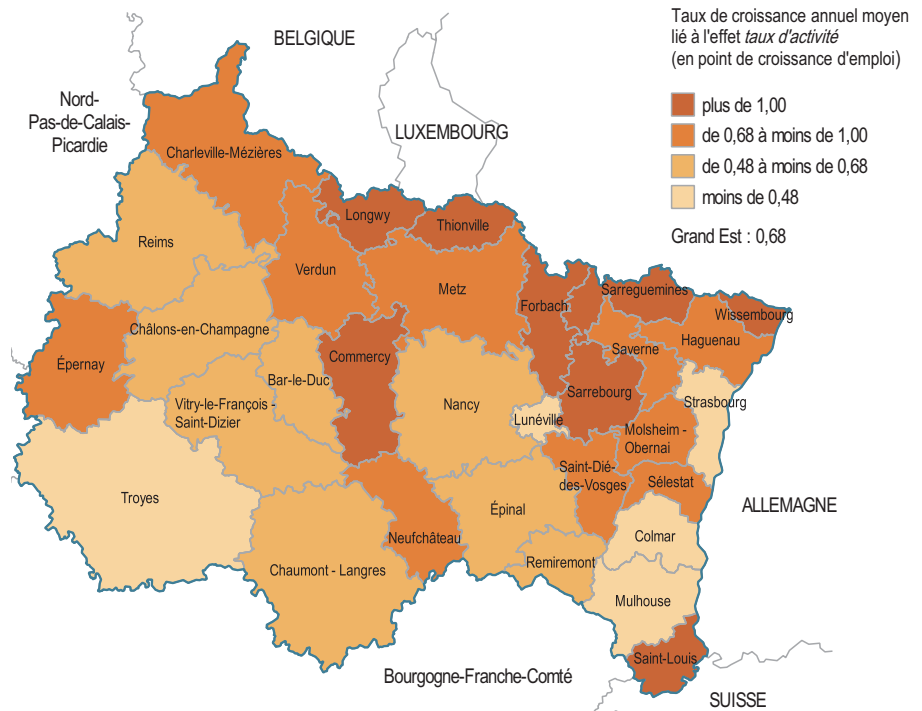 Taux de croissance annuel moyen
lié à l'effet taux d'activité
(en point de croissance d'emploi)
plus de 1,00
de 0,68 à moins de 1,00
de 0,48 à moins de 0,68
moins de 0,48
Grand Est : 0,68
BELGIQUE
Nord-
Pas-de-Calais-
Picardie
LUXEMBOURG
Charleville-Mézières
Longwy
Thionville
Reims
Verdun
Metz
Forbach
Sarreguemines
Wissembourg
Châlons-en-Champagne
Haguenau
Saverne
Épernay
Commercy
Bar-le-Duc
Sarrebourg
Strasbourg
Vitry-le-François -
Saint-Dizier
Nancy
Lunéville
Molsheim -
Obernai
Saint-Dié-
des-Vosges
Sélestat
Troyes
Épinal
ALLEMAGNE
Neufchâteau
Colmar
Chaumont - Langres
Remiremont
Mulhouse
Saint-Louis
Bourgogne-Franche-Comté
SUISSE